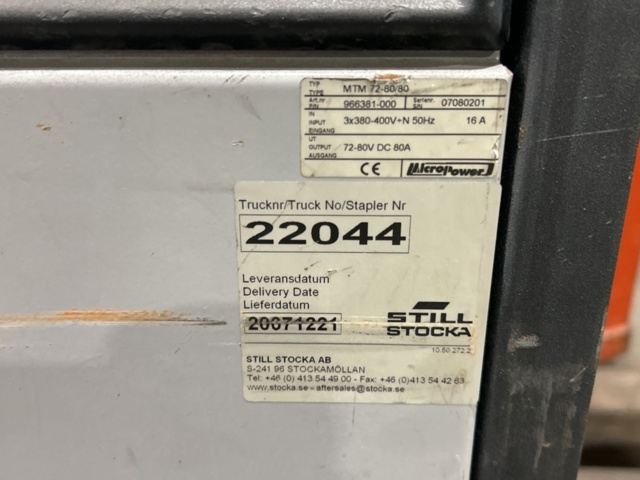 TYP
TYPE MTM 72-80/80
Art.nr
P/N 966381-000 Serienr. S/N 07080201
IN
INPUT 3x380-400V+N 50Hz 16 A
EINGANG
UT
OUTPUT 72-80V DC 80A
AUSGANG
CE Micropower
Trucknr/Truck No/Stapler Nr
22044
Leveransdatum
Delivery Date
Lieferdatum
20071221
STILL
STOCKA
10.50.272.2
STILL STOCKA AB
S-241 96 STOCKAMÖLLAN
Tel: +46 (0) 413 54 49 00 - Fax: +46 (0) 413 54 42 63
www.stocka.se - aftersales@stocka.se